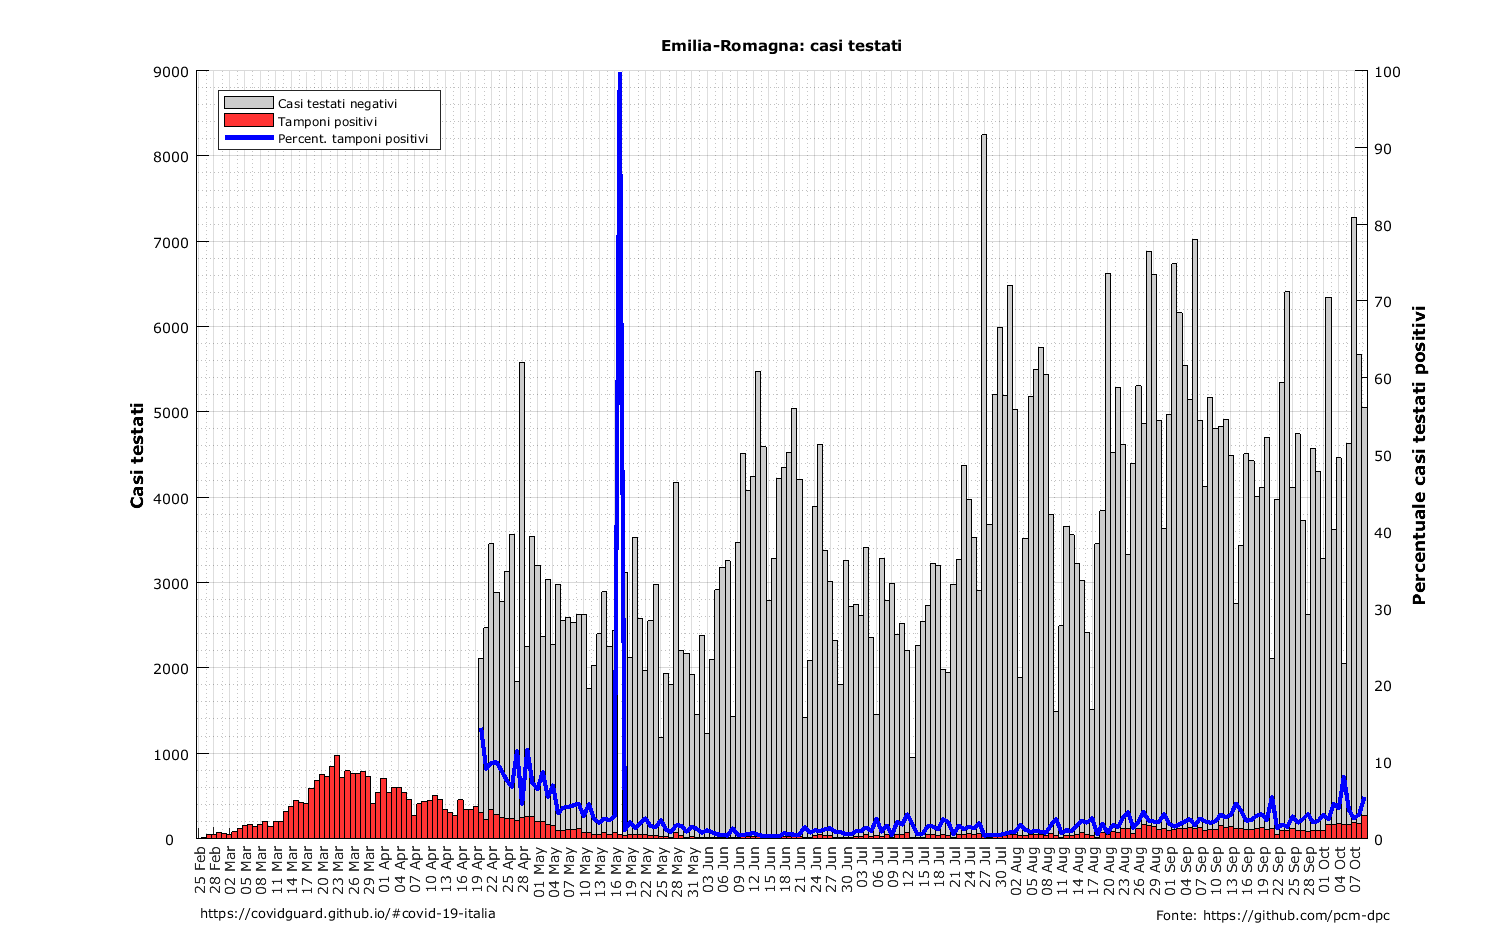 Emilia-Romagna: casi testati
Casi testati negativi
Tamponi positivi
Percent. tamponi positivi
Casi testati
9000
8000
7000
6000
5000
4000
3000
2000
1000
0
100
90
80
70
60
50
40
30
20
10
0
Percentuale casi testati positivi
25 Feb
28 Feb
02 Mar
05 Mar
08 Mar
11 Mar
14 Mar
17 Mar
20 Mar
23 Mar
26 Mar
29 Mar
01 Apr
04 Apr
07 Apr
10 Apr
13 Apr
16 Apr
19 Apr
22 Apr
25 Apr
28 Apr
01 May
04 May
07 May
10 May
13 May
16 May
19 May
22 May
25 May
28 May
31 May
03 Jun
06 Jun
09 Jun
12 Jun
15 Jun
18 Jun
21 Jun
24 Jun
27 Jun
30 Jun
03 Jul
06 Jul
09 Jul
12 Jul
15 Jul
18 Jul
21 Jul
24 Jul
27 Jul
30 Jul
02 Aug
05 Aug
08 Aug
11 Aug
14 Aug
17 Aug
20 Aug
23 Aug
26 Aug
29 Aug
01 Sep
04 Sep
07 Sep
10 Sep
13 Sep
16 Sep
19 Sep
22 Sep
25 Sep
28 Sep
01 Oct
04 Oct
07 Oct
https://covidguard.github.io/#covid-19-italia
Fonte: https://github.com/pcm-dpc